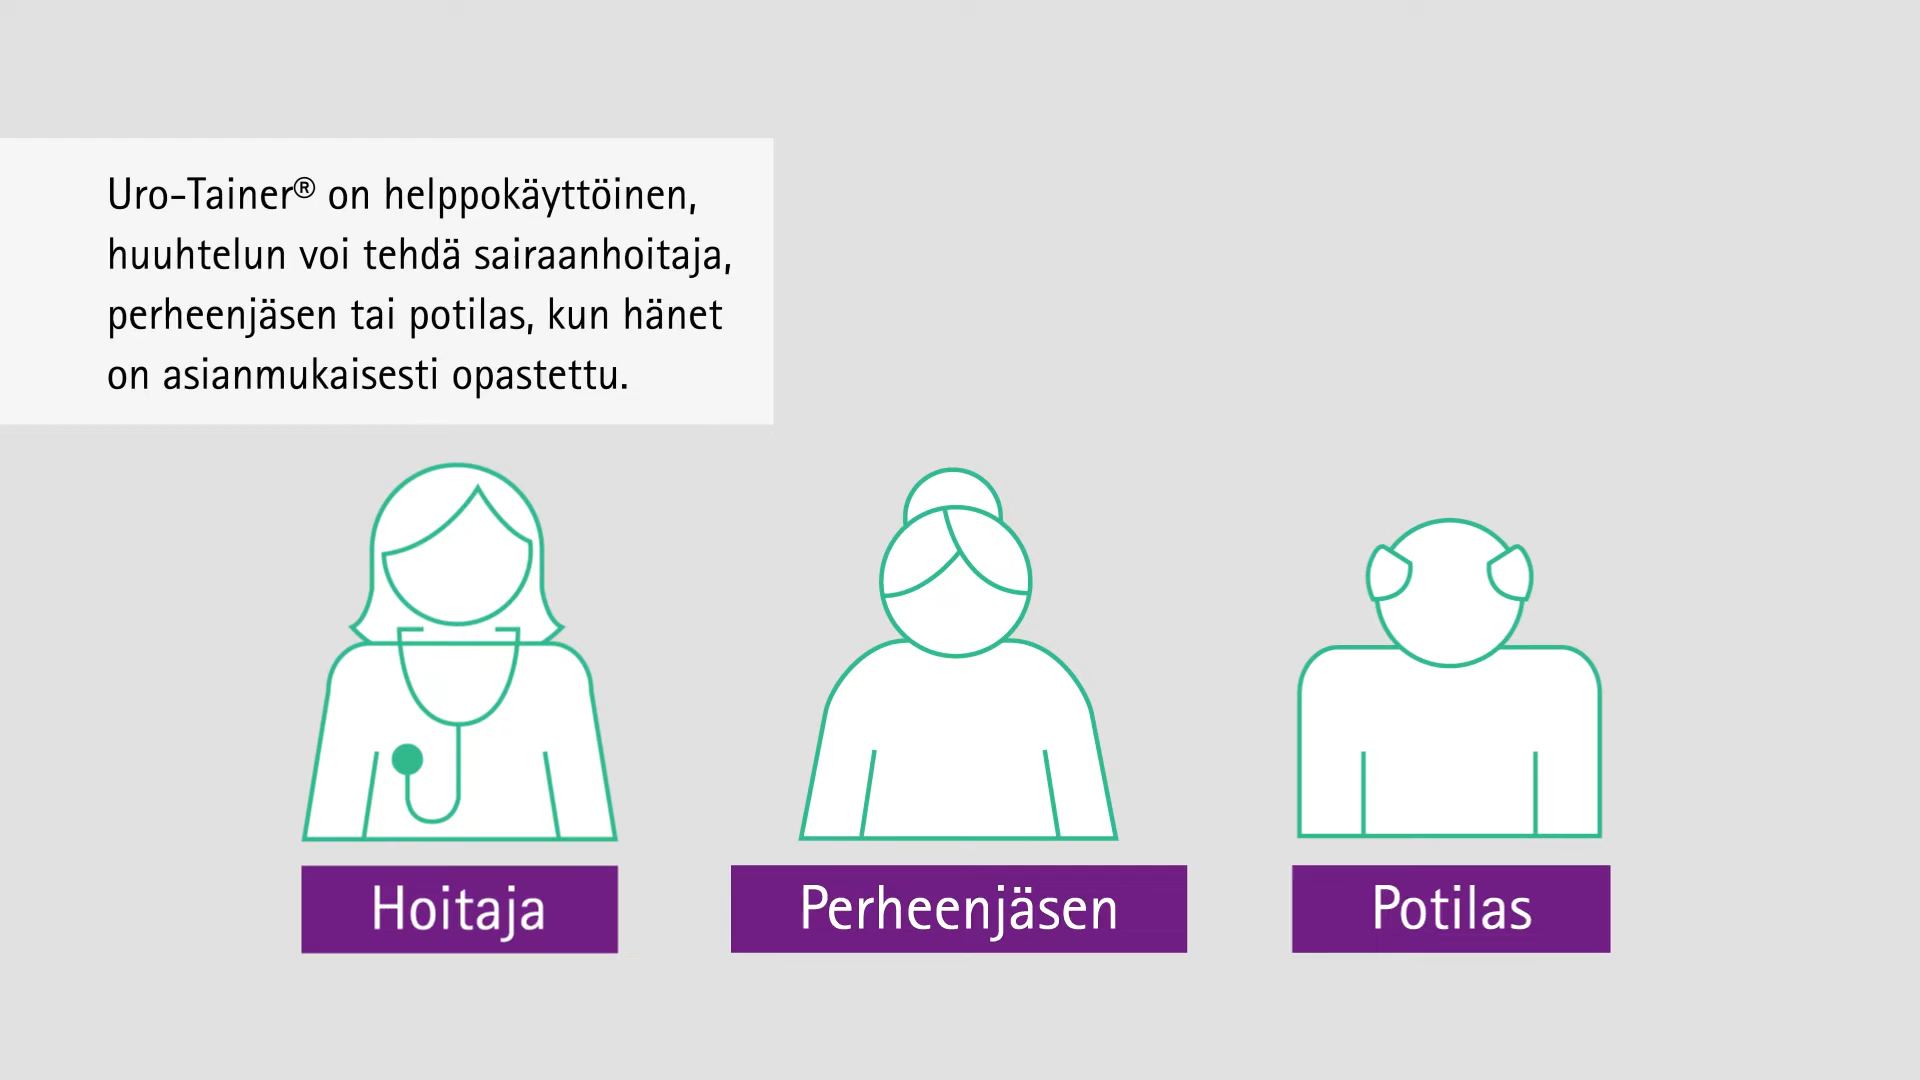 Uro-Tainer® on helppokäyttöinen,
huuhtelun voi tehdä sairaanhoitaja,
perheenjäsen tai potilas, kun hänet
on asianmukaisesti opastettu.
Hoitaja
Perheenjäsen
Potilas